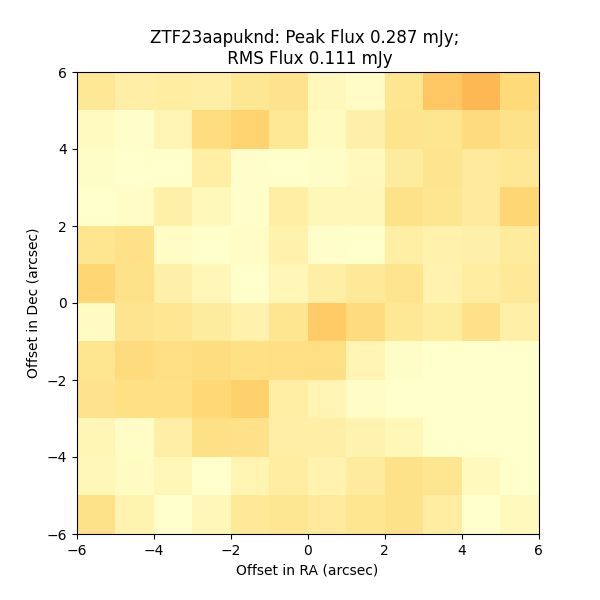 ZTF23aapuknd: Peak Flux 0.287 mJy;
RMS Flux 0.111 mJy
6
4
2
0
−2
−4
−6
Offset in Dec (arcsec)
−6 −4 −2 0 2 4 6
Offset in RA (arcsec)